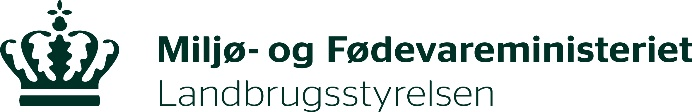 Miljø- og Fødevareministeriet
Landbrugsstyrelsen